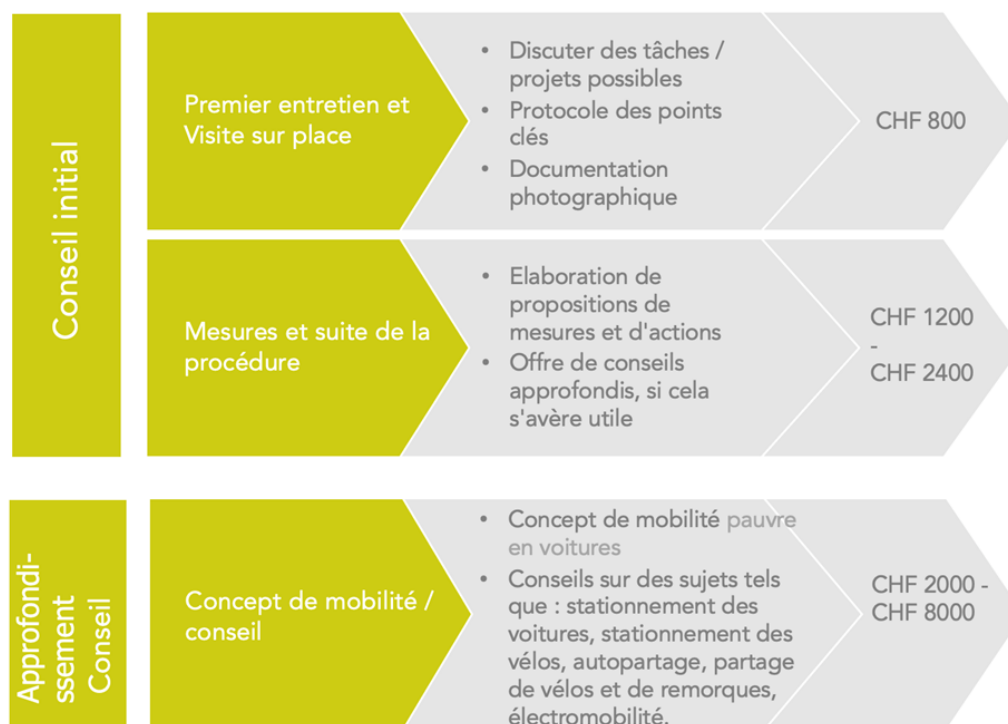 Conseil initial
Premier entretien et
Visite sur place
• Discuter des tâches /
projets possibles
• Protocole des points
clés
• Documentation
photographique
CHF 800
Mesures et suite de la
procédure
• Elaboration de
propositions de
mesures et d'actions
• Offre de conseils
approfondis, si cela
s'avère utile
CHF 1200
-
CHF 2400
Approfondi-
ssement
Conseil
Concept de mobilité /
conseil
• Concept de mobilité pauvre
en voitures
• Conseils sur des sujets tels
que : stationnement des
voitures, stationnement des
vélos, autopartage, partage
de vélos et de remorques,
électromobilité.
CHF 2000 -
CHF 8000